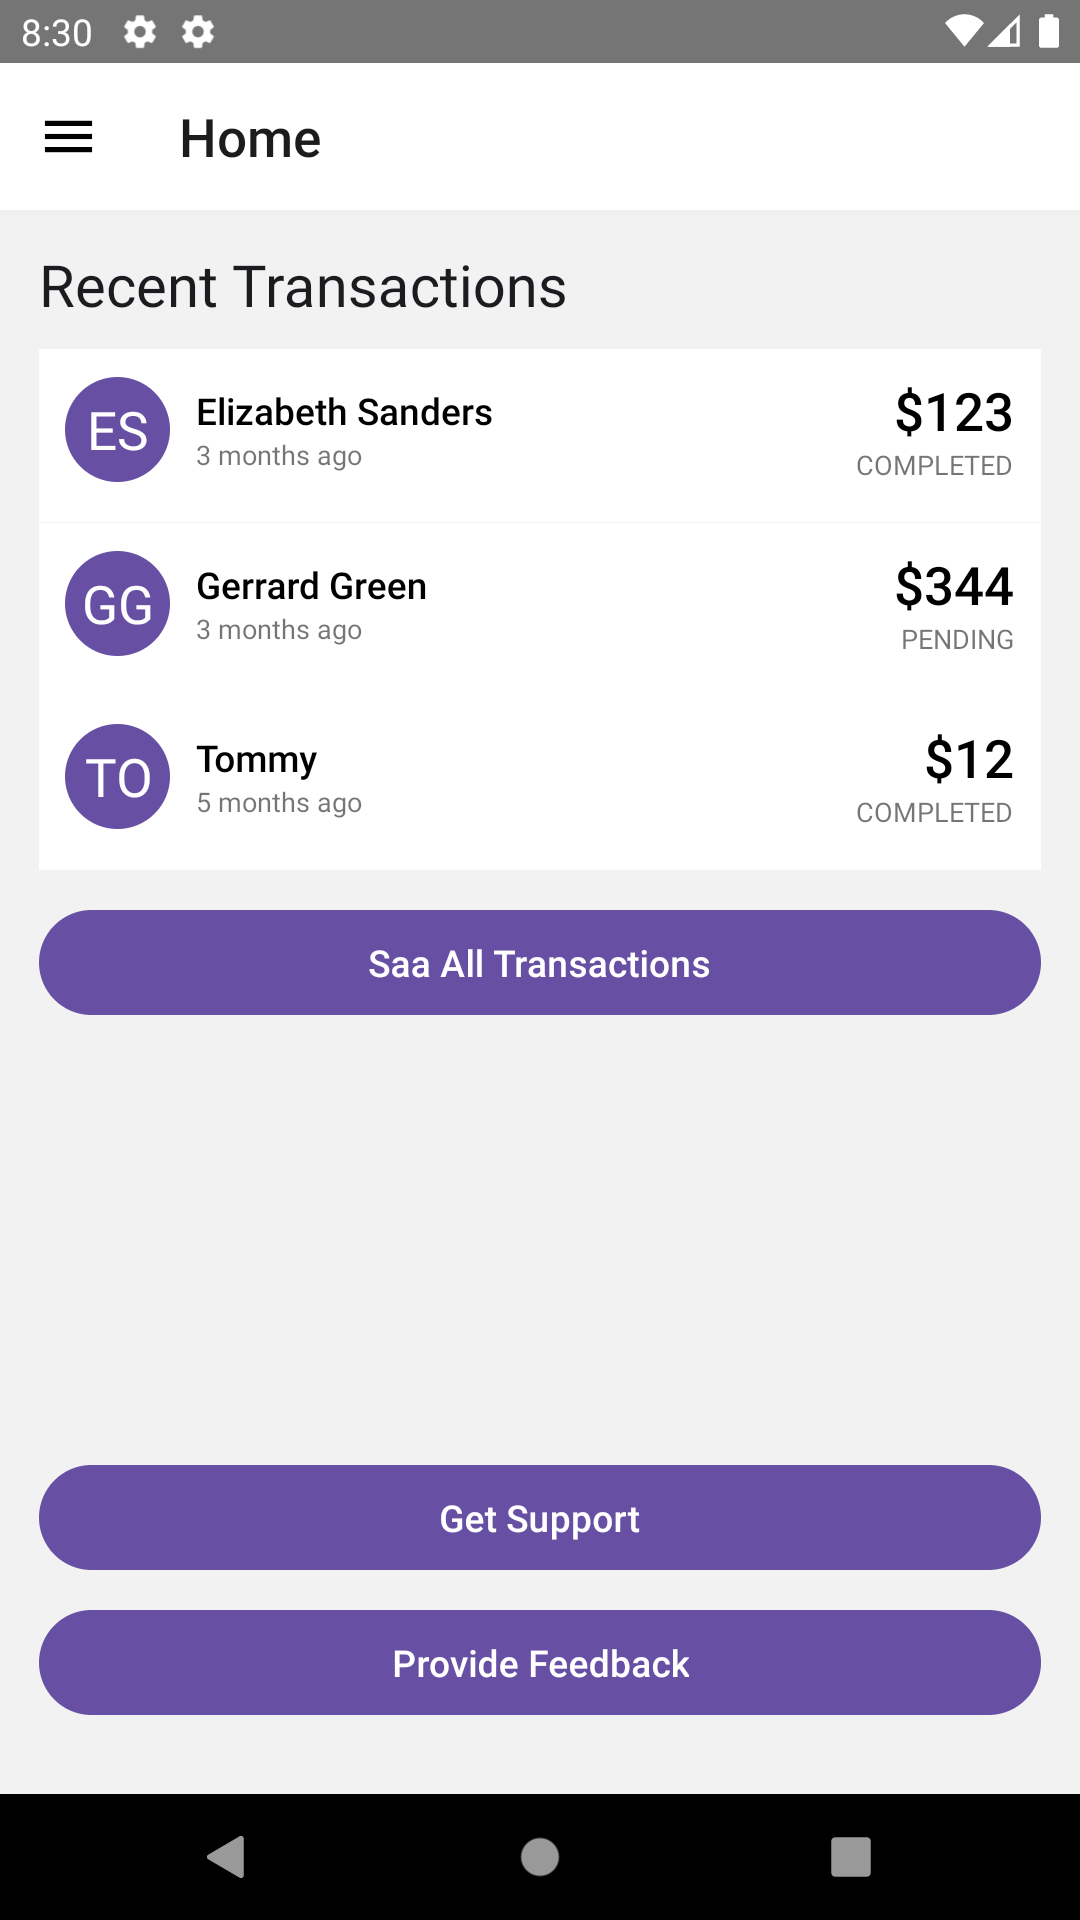 8:30
Home
Recent Transactions
ES Elizabeth Sanders $123
3 months ago COMPLETED
GG Gerrard Green $344
3 months ago PENDING
TO Tommy $12
5 months ago COMPLETED
Saa All Transactions
Get Support
Provide Feedback